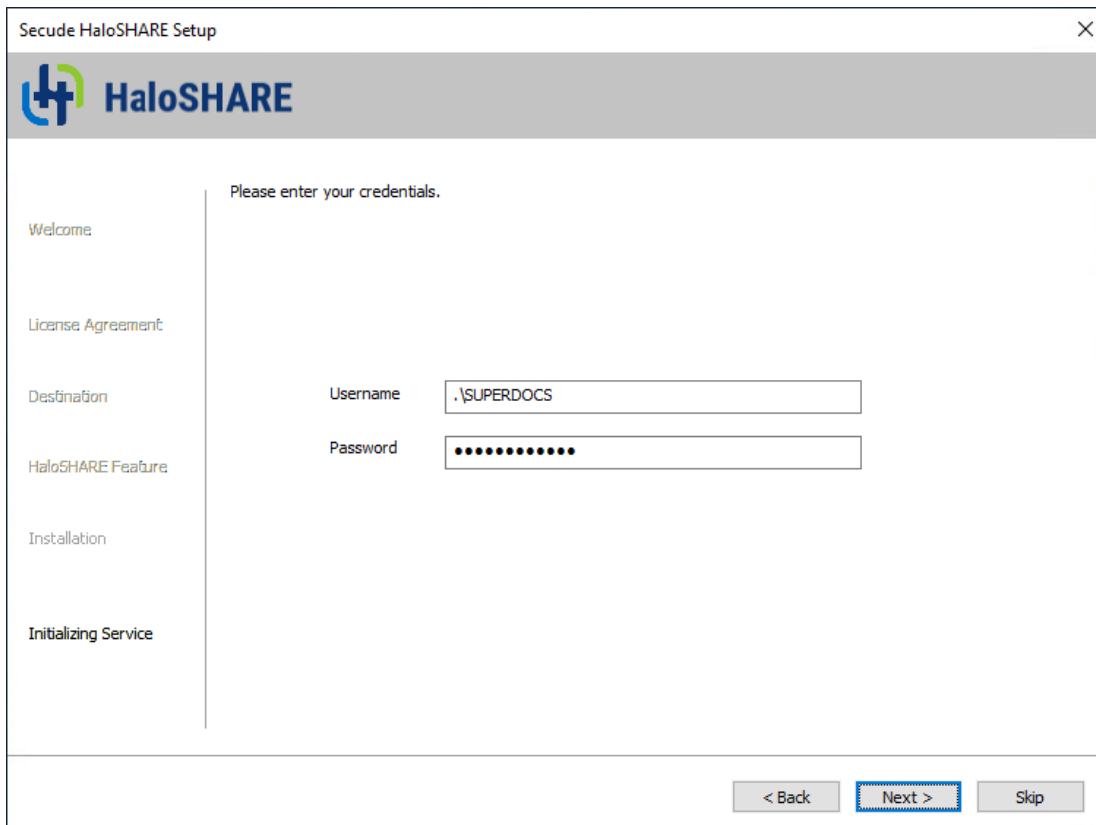 Secude HaloSHARE Setup
HaloSHARE
Please enter your credentials.
Welcome
License Agreement
Destination
HaloSHARE Feature
Installation
Initializing Service
Username
.\SUPERDOCS
Password
••••••••••••
< Back
Next >
Skip